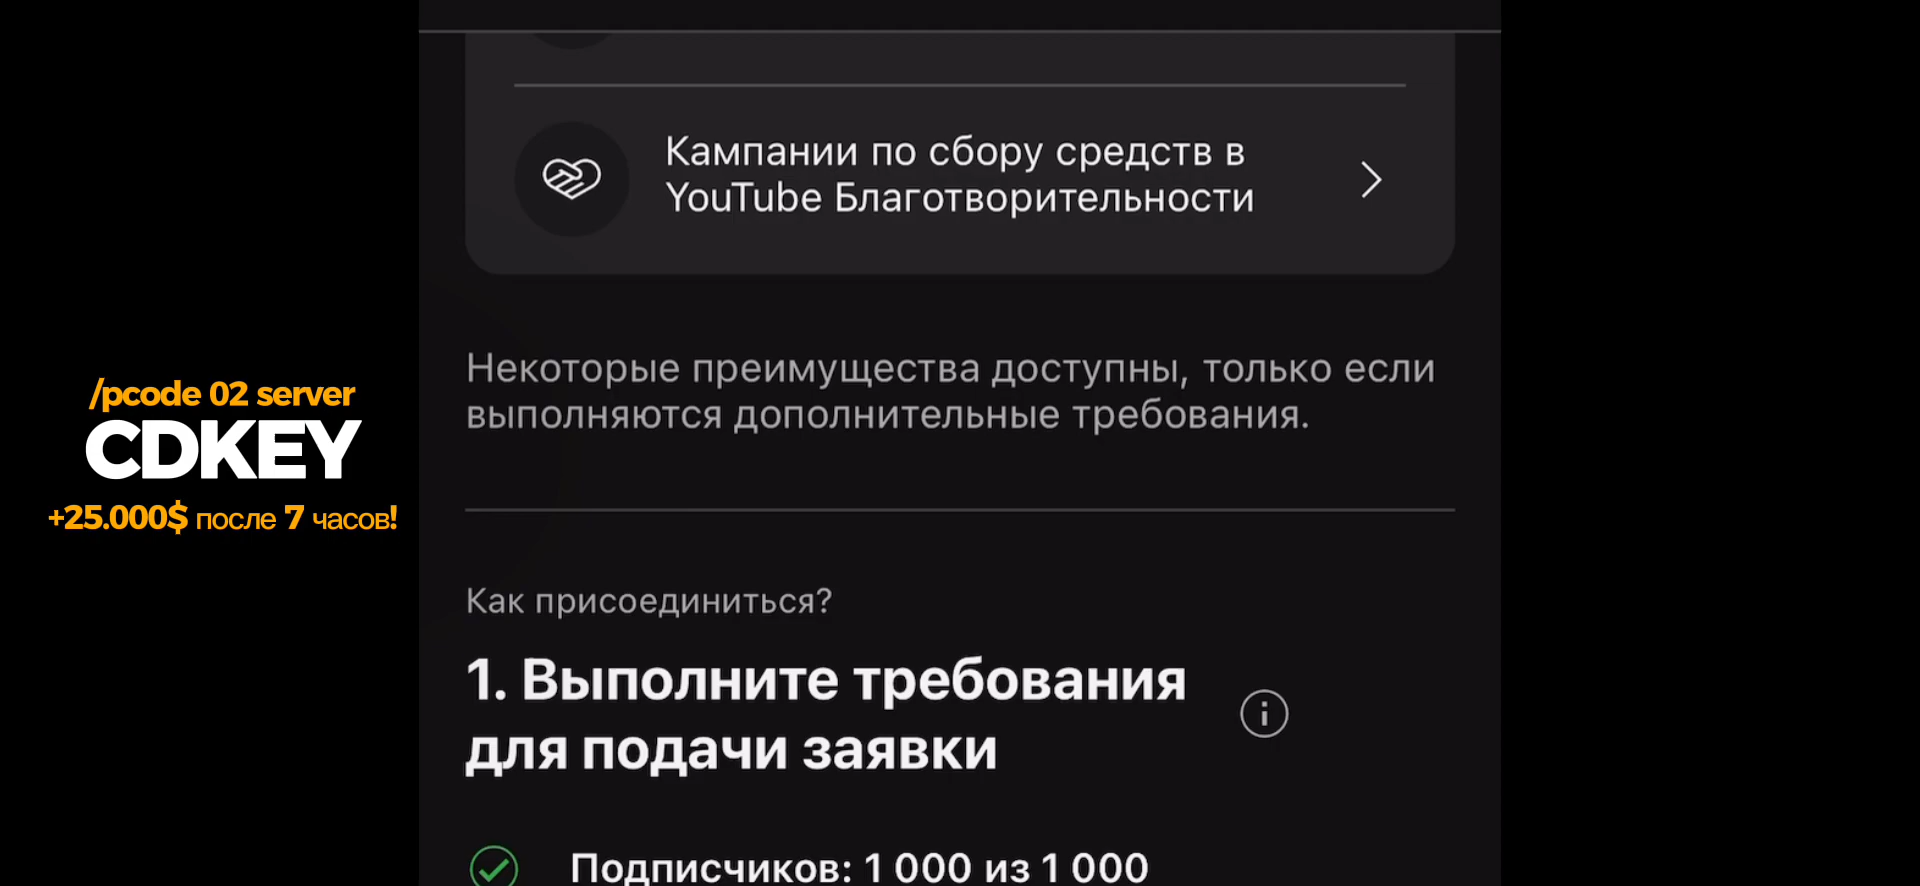 Кампании по сбору средств в
YouTube Благотворительности
Некоторые преимущества доступны, только если
выполняются дополнительные требования.
/pcode 02 server
CDKEY
+25.000$ после 7 часов!
Как присоединиться?
1. Выполните требования
для подачи заявки
Подписчиков: 1 000 из 1 000